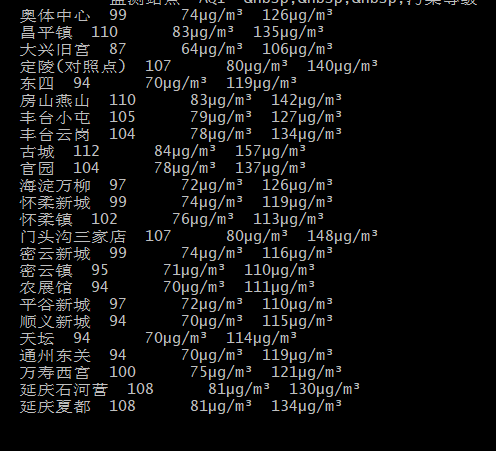 监测站点 AQI &nbsp;&nbsp;&nbsp;污染等级
奥体中心 99 74μg/m³ 126μg/m³
昌平镇 110 83μg/m³ 135μg/m³
大兴旧宫 87 64μg/m³ 106μg/m³
定陵(对照点) 107 80μg/m³ 140μg/m³
东四 94 70μg/m³ 119μg/m³
房山燕山 110 83μg/m³ 142μg/m³
丰台小屯 105 79μg/m³ 127μg/m³
丰台云岗 104 78μg/m³ 134μg/m³
古城 112 84μg/m³ 157μg/m³
官园 104 78μg/m³ 137μg/m³
海淀万柳 97 72μg/m³ 126μg/m³
怀柔新城 99 74μg/m³ 119μg/m³
怀柔镇 102 76μg/m³ 113μg/m³
门头沟三家店 107 80μg/m³ 148μg/m³
密云新城 99 74μg/m³ 116μg/m³
密云镇 95 71μg/m³ 110μg/m³
农展馆 94 70μg/m³ 111μg/m³
平谷新城 97 72μg/m³ 110μg/m³
顺义新城 94 70μg/m³ 115μg/m³
天坛 94 70μg/m³ 114μg/m³
通州东关 94 70μg/m³ 119μg/m³
万寿西宫 100 75μg/m³ 121μg/m³
延庆石河营 108 81μg/m³ 130μg/m³
延庆夏都 108 81μg/m³ 134μg/m³